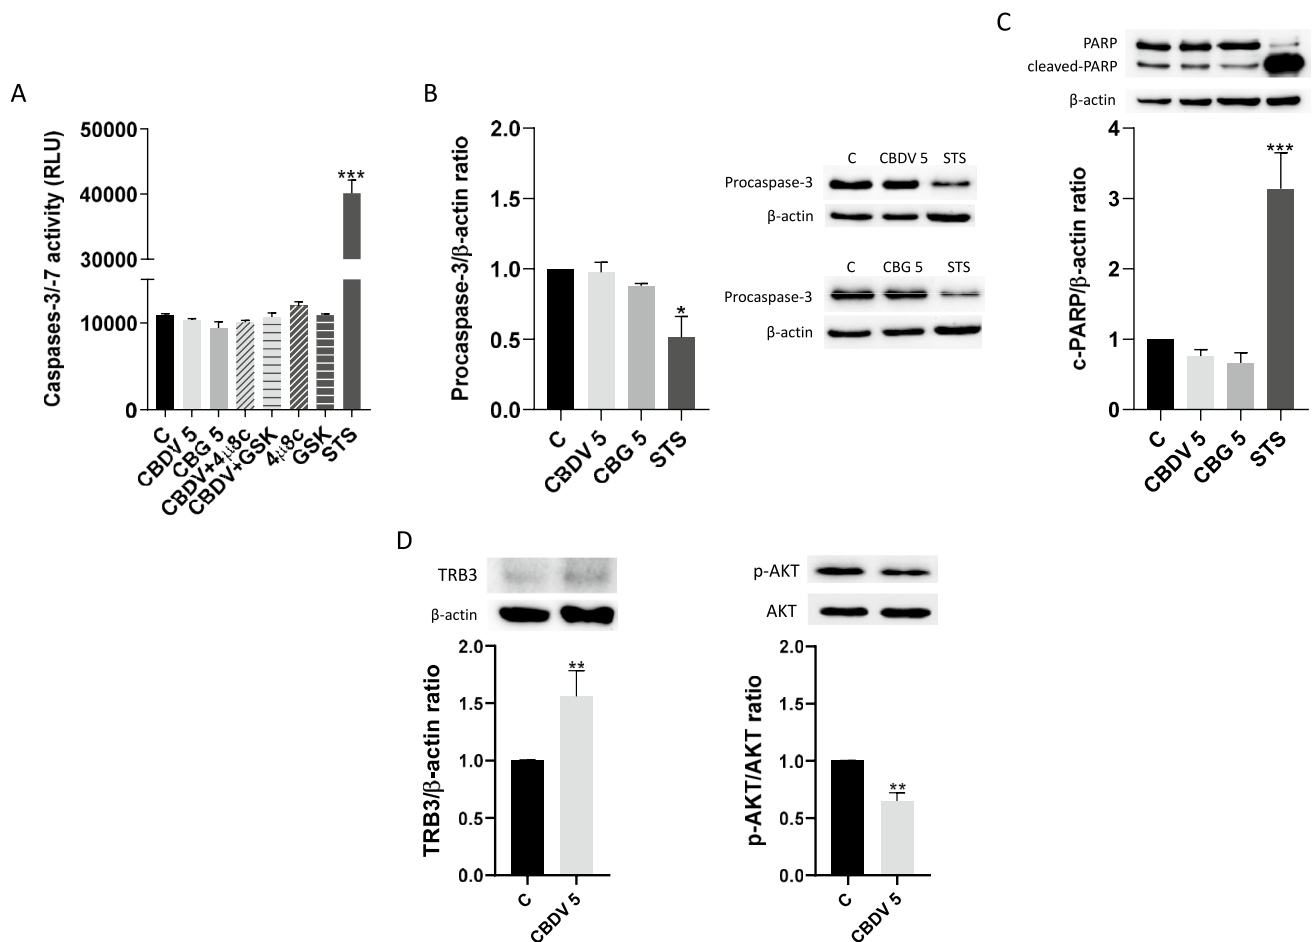 A
Caspases-3/-7 activity (RLU)
50000
40000
30000
10000
0
***
C
CBDV 5
CBG 5
CBDV+4μ8c
CBDV+GSK
4μ8c
GSK
STS
B
Procaspase-3/β-actin ratio
2.0
1.5
1.0
0.5
0.0
*
C
CBDV 5
CBG 5
STS
C CBDV 5 STS
Procaspase-3
β-actin
C CBG 5 STS
Procaspase-3
β-actin
C
PARP
cleaved-PARP
β-actin
c-PARP/β-actin ratio
4
3
2
1
0
***
C
CBDV 5
CBG 5
STS
D
TRB3
β-actin
TRB3/β-actin ratio
2.0
1.5
1.0
0.5
0.0
**
C
CBDV 5
p-AKT
AKT
p-AKT/AKT ratio
2.0
1.5
1.0
0.5
0.0
**
C
CBDV 5